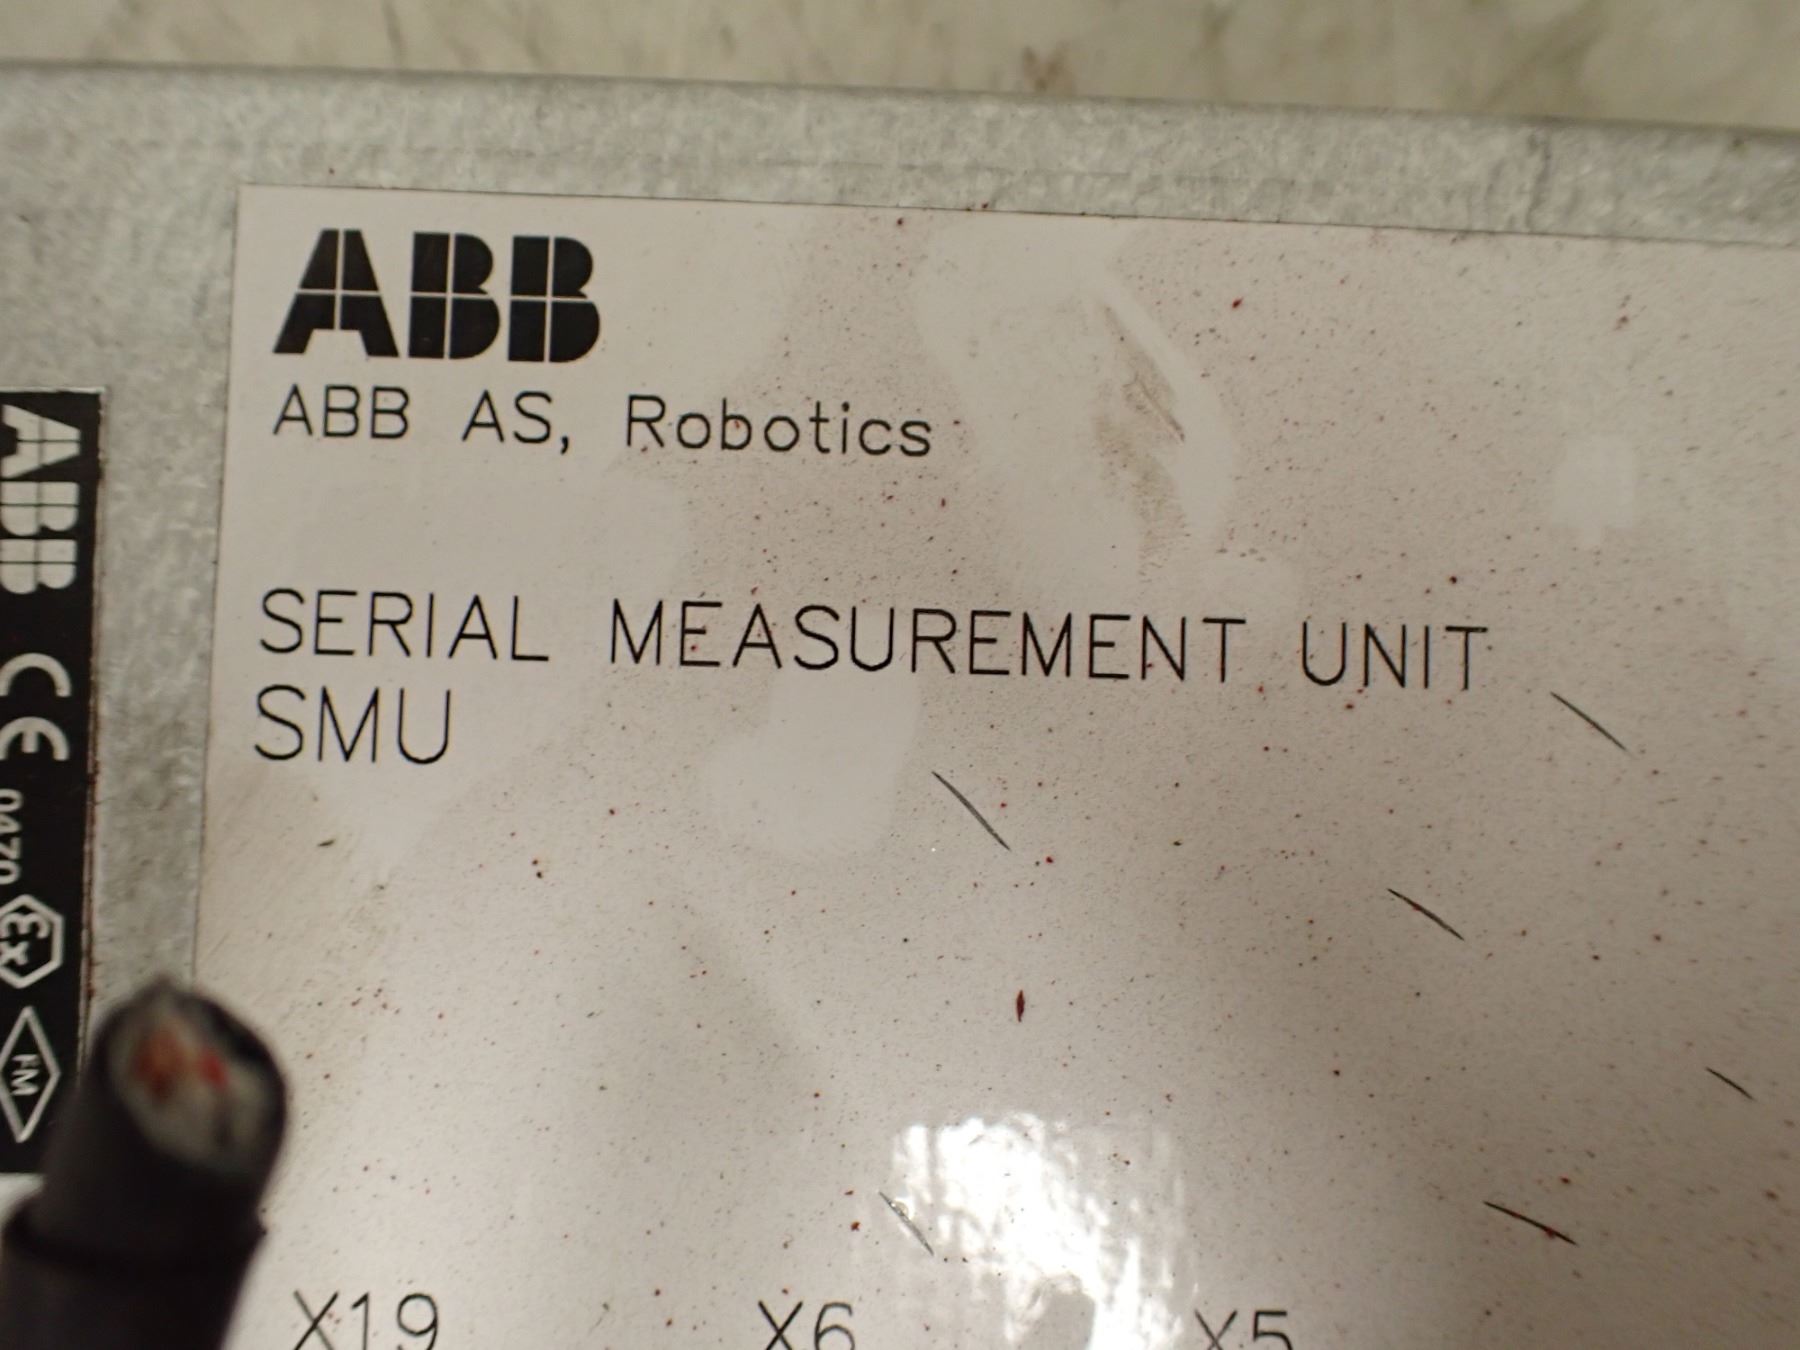 ABB
ABB AS, Robotics
SERIAL MEASUREMENT UNIT
SMU
X19 X6 X5
ABB CE 0470 Ex FM